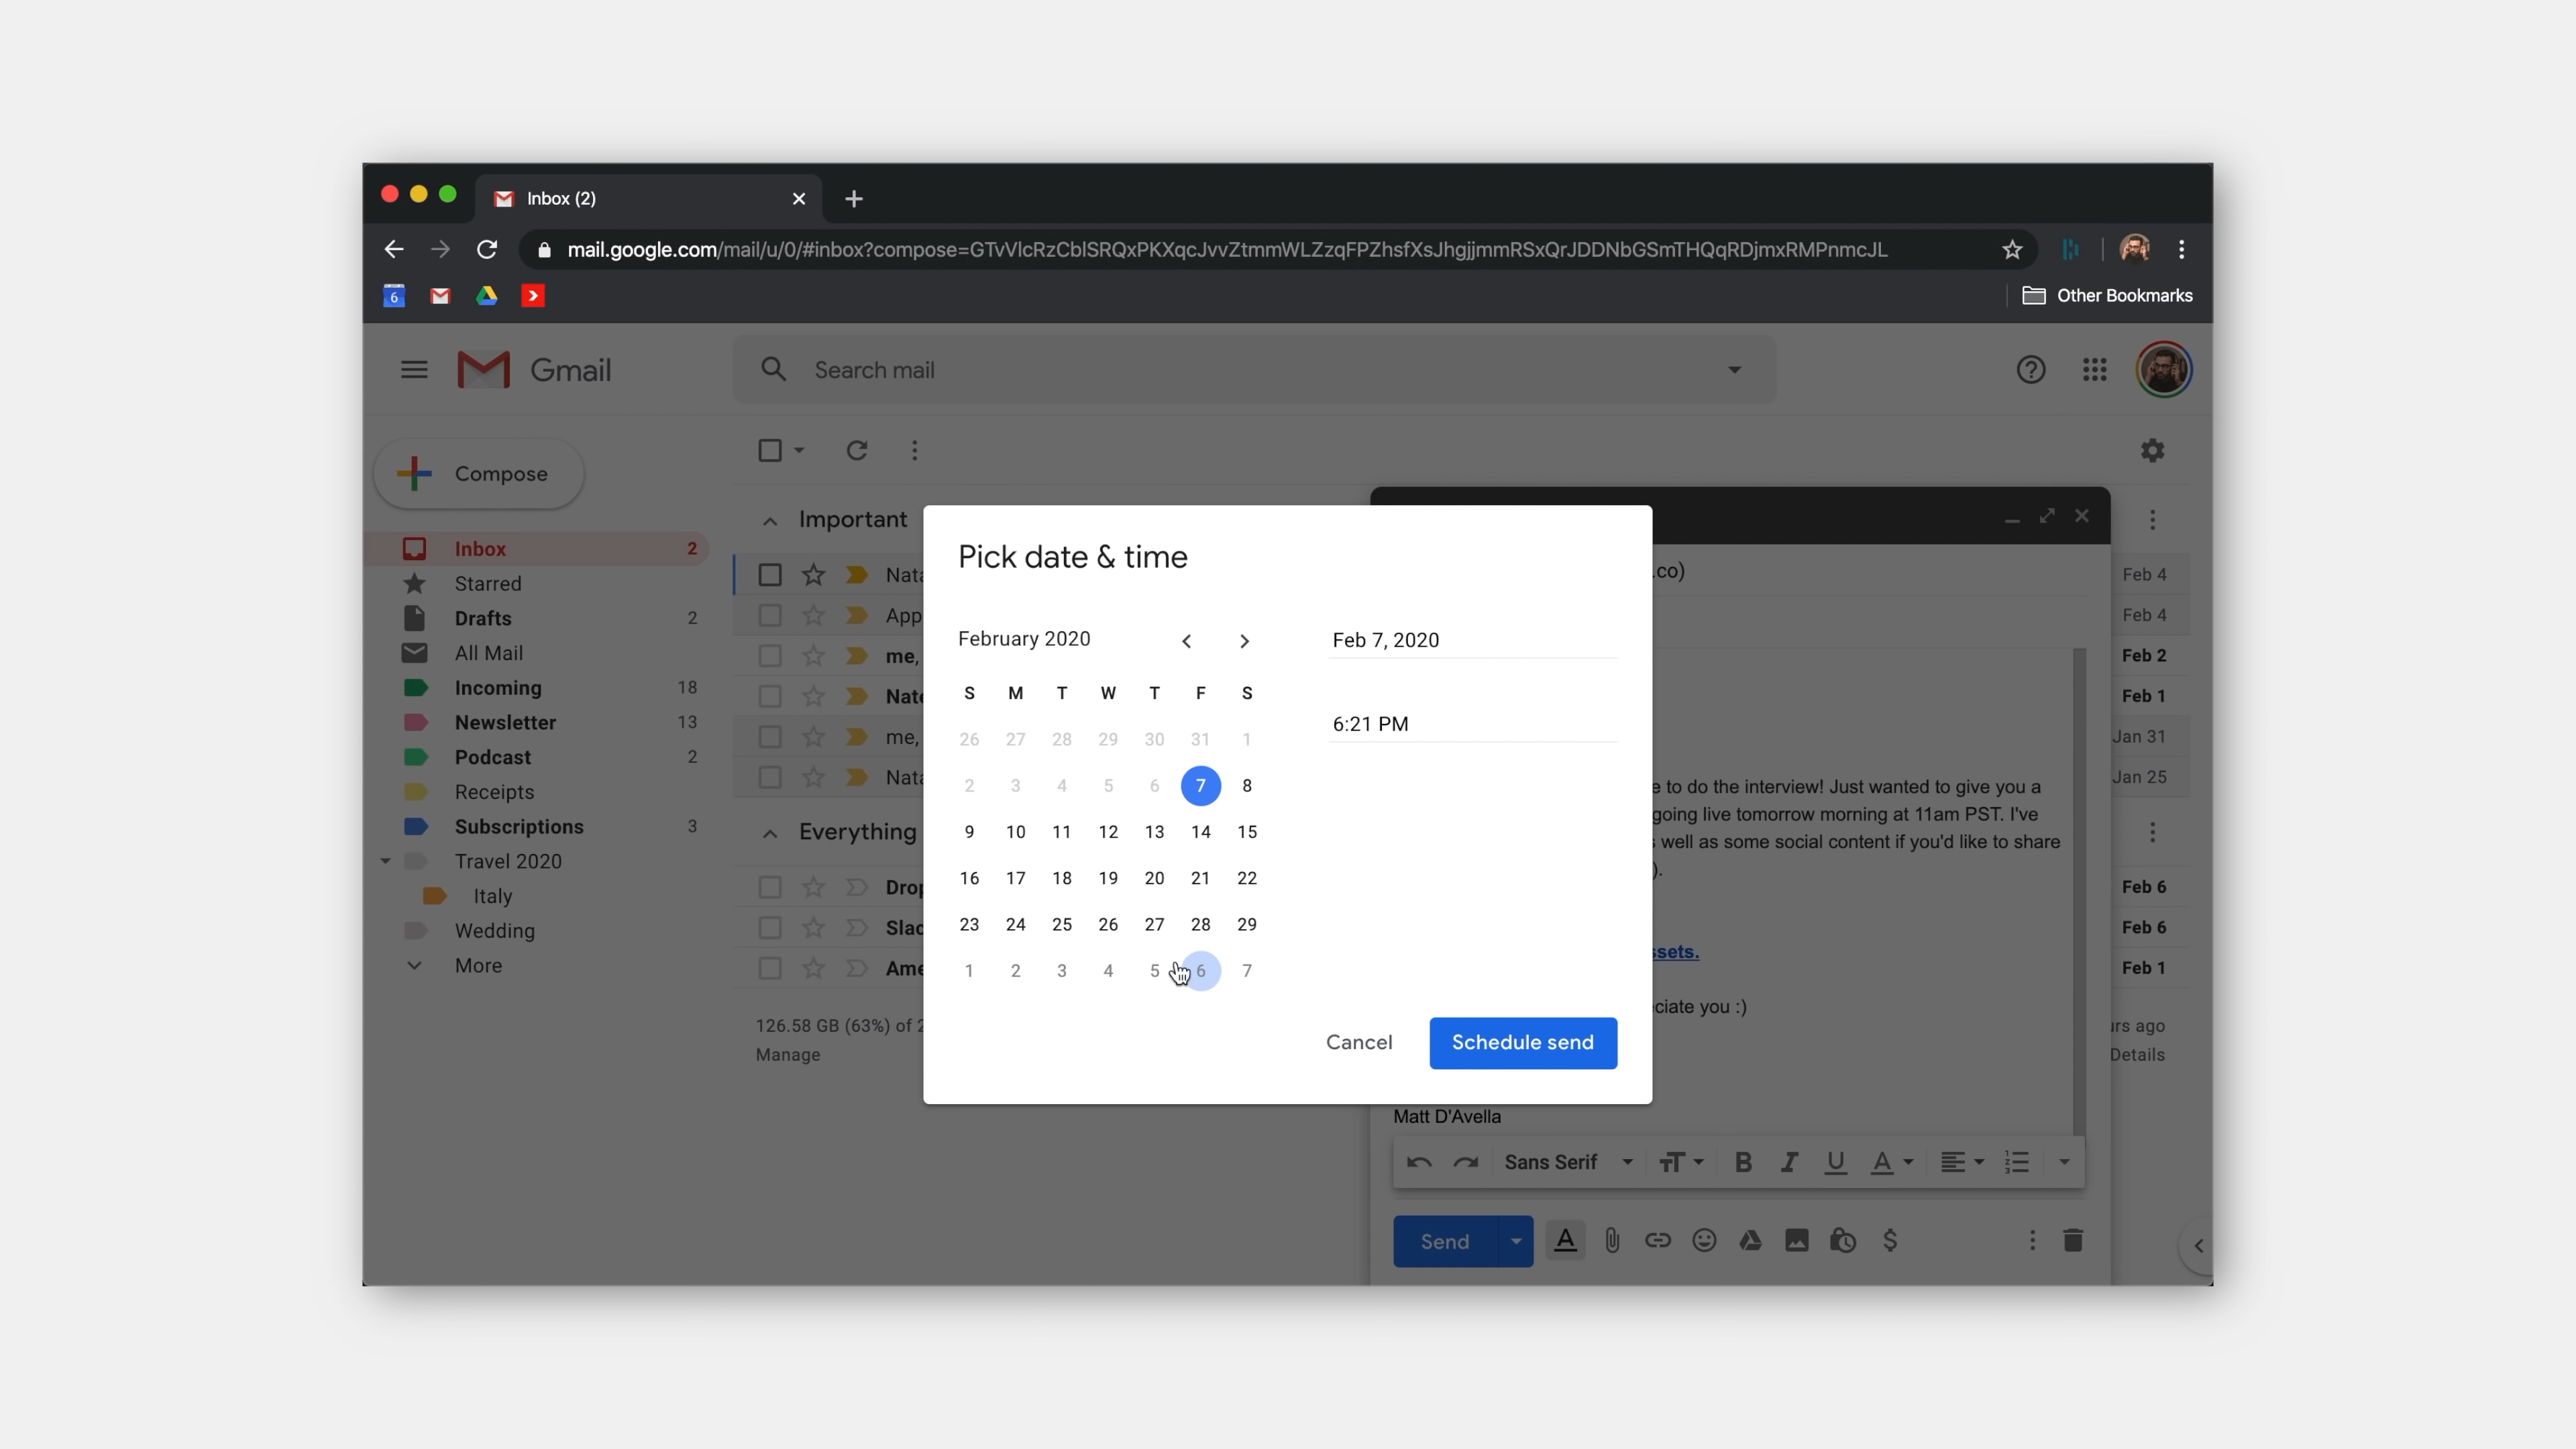 Inbox (2)
mail.google.com/mail/u/0/#inbox?compose=GTvVlcRzCblSRQxPKXqcJvvZtmmWLZzqFPZhsfXsJhgjjmmRSxQrJDDNbGSmTHQqRDjmxRMPnmcJL
6
Other Bookmarks
Gmail
Search mail
Compose
Inbox 2
Starred
Drafts 2
All Mail
Incoming 18
Newsletter 13
Podcast 2
Receipts
Subscriptions 3
Travel 2020
Italy
Wedding
More
Important
me, Feb 2
Feb 4
App Feb 4
Feb 1
me, Jan 31
Jan 25
Everything
Feb 6
Feb 6
Feb 1
126.58 GB (63%) of
Manage
ago
Details
Pick date & time
February 2020
S M T W T F S
26 27 28 29 30 31 1
2 3 4 5 6 7 8
9 10 11 12 13 14 15
16 17 18 19 20 21 22
23 24 25 26 27 28 29
1 2 3 4 5 6 7
Feb 7, 2020
6:21 PM
Cancel
Schedule send
.co)
to do the interview! Just wanted to give you a
going live tomorrow morning at 11am PST. I've
well as some social content if you'd like to share
).
ssets.
ciate you :)
Matt D'Avella
Sans Serif
Send